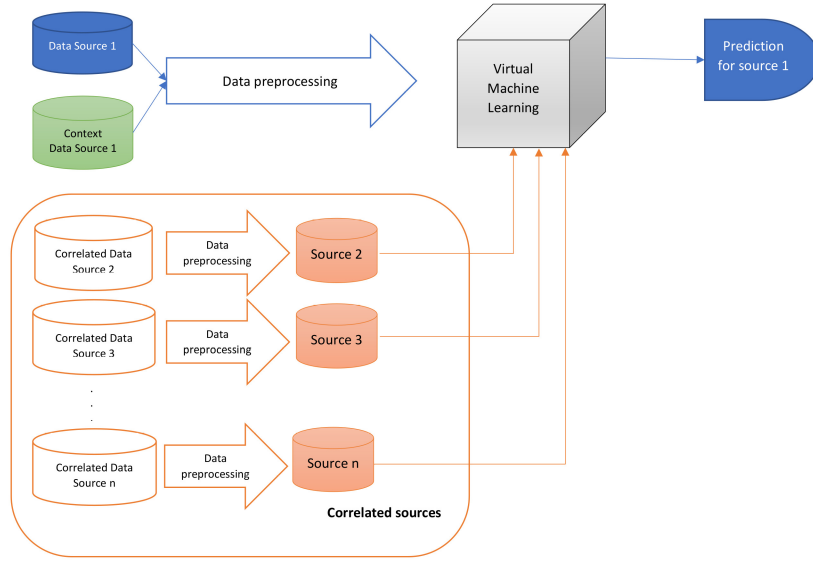 Data Source 1
Context
Data Source 1
Data preprocessing
Virtual
Machine
Learning
Prediction
for source 1
Correlated Data
Source 2
Data
preprocessing
Source 2
Correlated Data
Source 3
Data
preprocessing
Source 3
.
.
.
Correlated Data
Source n
Data
preprocessing
Source n
Correlated sources